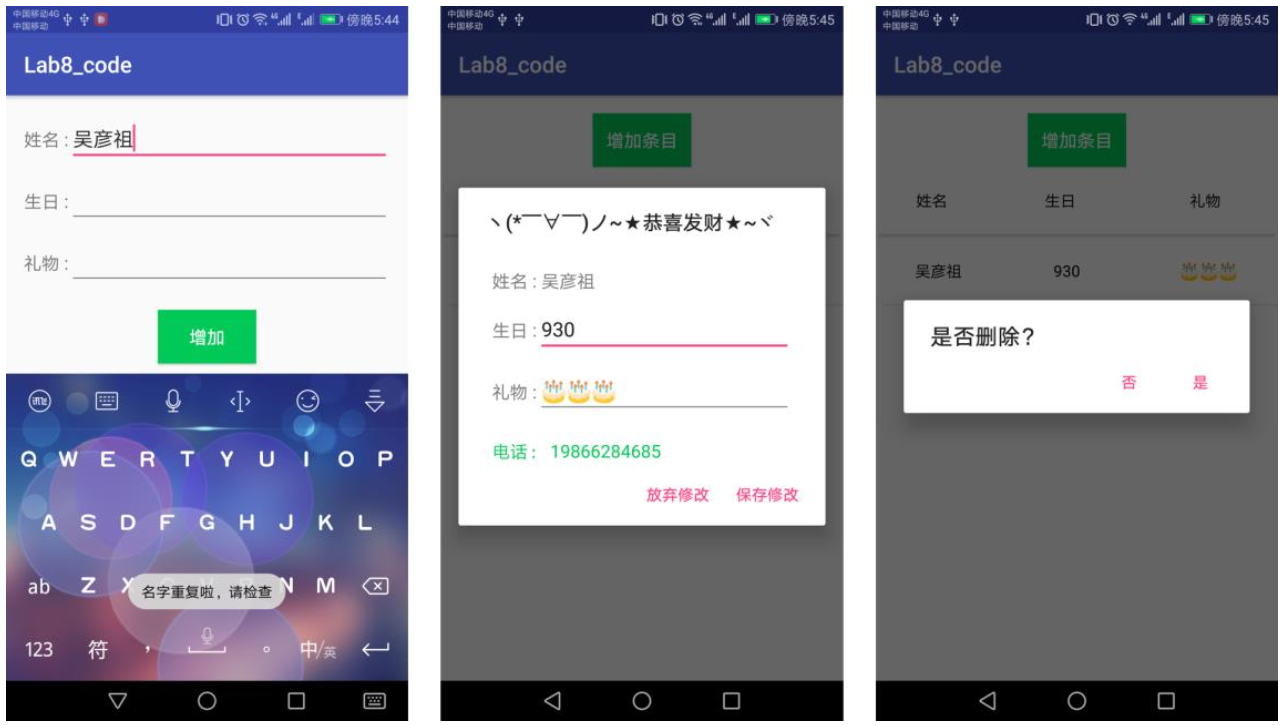 中国移动4G
中国移动
傍晚5:44
Lab8_code
姓名 : 吴彦祖
生日 :
礼物 :
增加
Q W E R T Y U I O P
A S D F G H J K L
ab Z X N M
名字重复啦，请检查
123 符 ， 。 中/英
中国移动4G
中国移动
傍晚5:45
Lab8_code
增加条目
ヽ(*￣∀￣)ノ~★恭喜发财★~ヾ
姓名 : 吴彦祖
生日 : 930
礼物 : 🎂🎂🎂
电话： 19866284685
放弃修改 保存修改
中国移动4G
中国移动
傍晚5:45
Lab8_code
增加条目
姓名 生日 礼物
吴彦祖 930 🎂🎂🎂
是否删除?
否 是